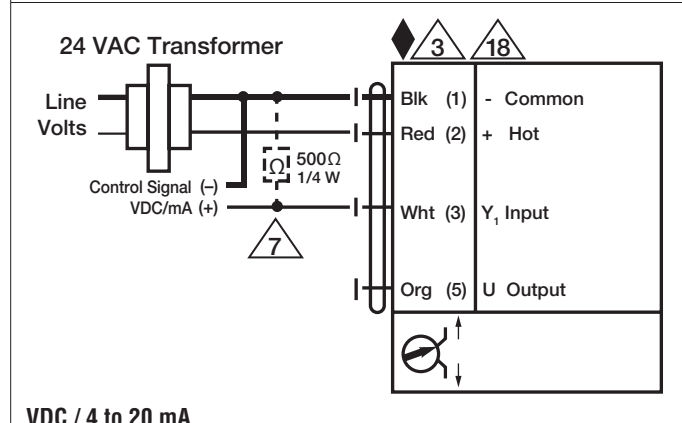 24 VAC Transformer
3
18
Line
Volts
Blk (1) - Common
Red (2) + Hot
Ω 500Ω
1/4 W
Control Signal (–)
VDC/mA (+)
Wht (3) Y₁ Input
7
Org (5) U Output
VDC / 4 to 20 mA